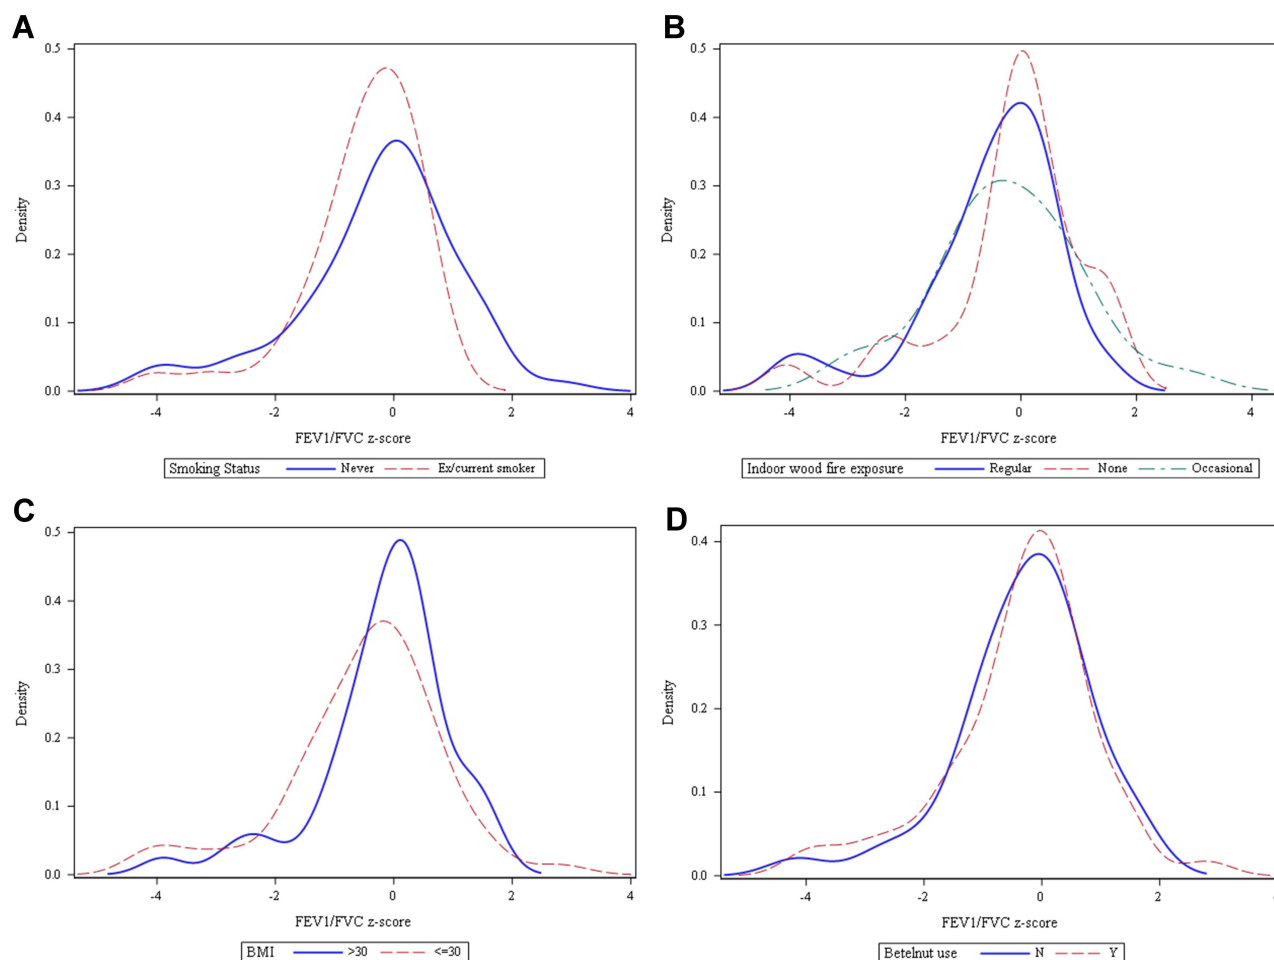 A
0.5
0.4
0.3
0.2
0.1
0.0
Density
-4 -2 0 2 4
FEV1/FVC z-score
Smoking Status Never Ex/current smoker
B
0.5
0.4
0.3
0.2
0.1
0.0
Density
-4 -2 0 2 4
FEV1/FVC z-score
Indoor wood fire exposure Regular None Occasional
C
0.5
0.4
0.3
0.2
0.1
0.0
Density
-4 -2 0 2 4
FEV1/FVC z-score
BMI >30 <=30
D
0.4
0.3
0.2
0.1
0.0
Density
-4 -2 0 2
FEV1/FVC z-score
Betelnut use N Y